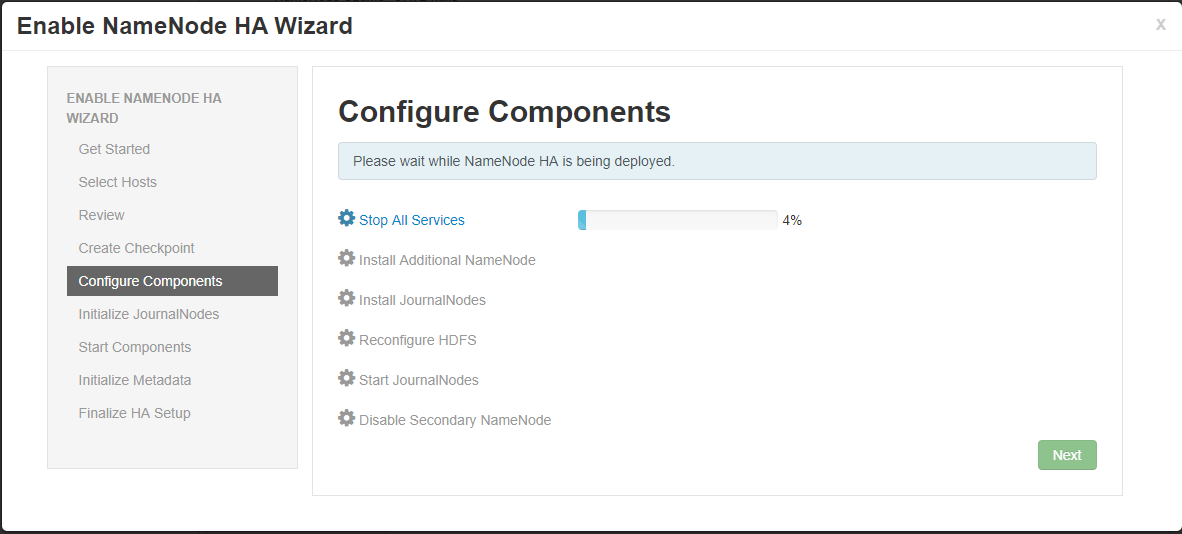 Enable NameNode HA Wizard
x
ENABLE NAMENODE HA
WIZARD
Get Started
Select Hosts
Review
Create Checkpoint
Configure Components
Initialize JournalNodes
Start Components
Initialize Metadata
Finalize HA Setup
Configure Components
Please wait while NameNode HA is being deployed.
Stop All Services 4%
Install Additional NameNode
Install JournalNodes
Reconfigure HDFS
Start JournalNodes
Disable Secondary NameNode
Next